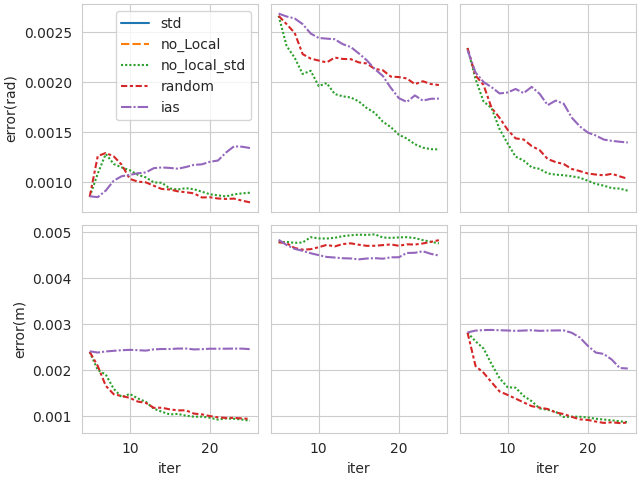 std
no_Local
no_local_std
random
ias
error(rad)
0.0025
0.0020
0.0015
0.0010
error(m)
0.005
0.004
0.003
0.002
0.001
10 20
10 20
10 20
iter
iter
iter